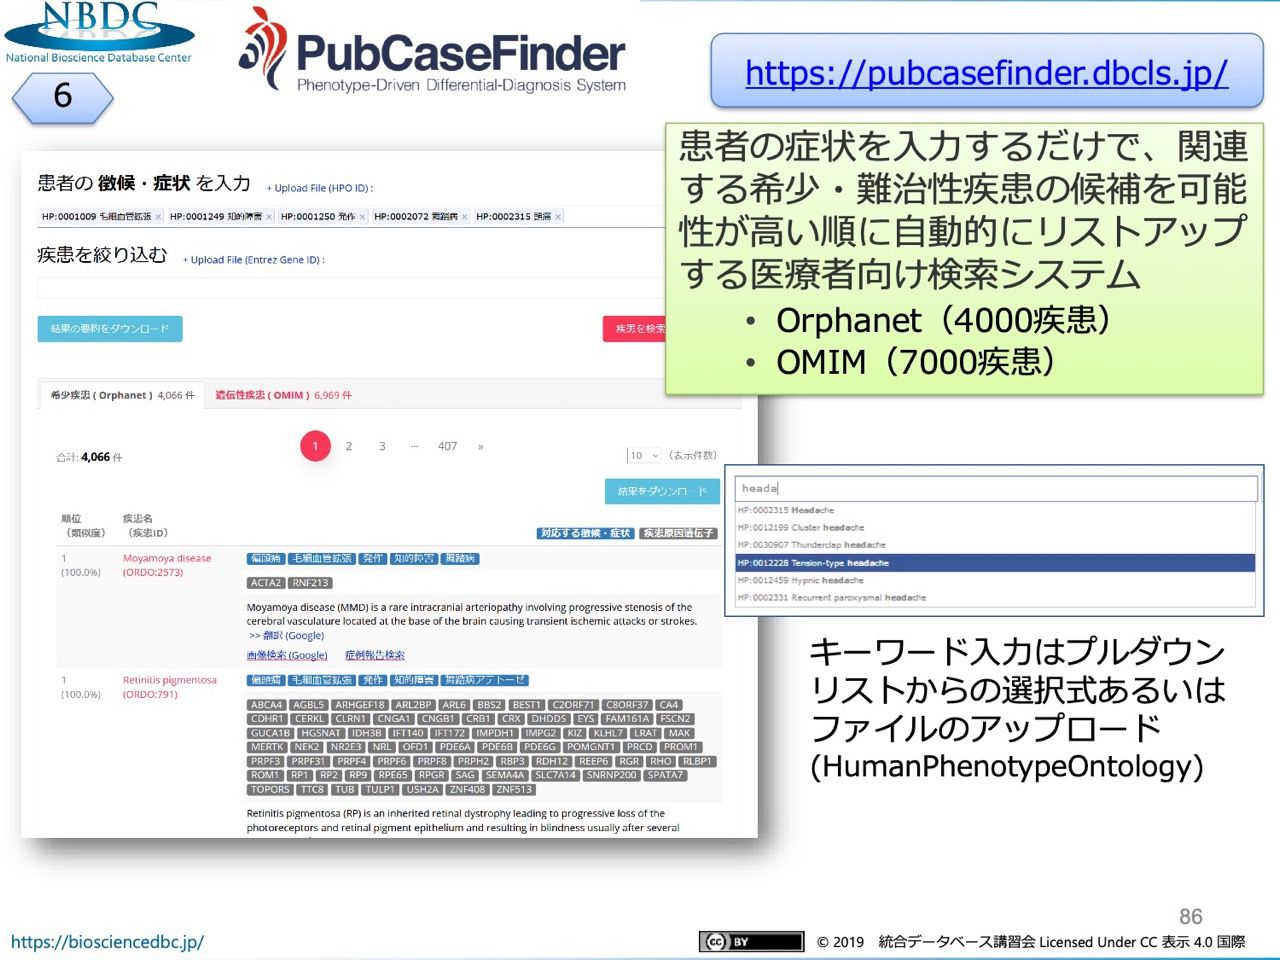 NBDC
National Bioscience Database Center
PubCaseFinder
Phenotype-Driven Differential-Diagnosis System
https://pubcasefinder.dbcls.jp/
6
患者の症状を入力するだけで、関連
する希少・難治性疾患の候補を可能
性が高い順に自動的にリストアップ
する医療者向け検索システム
• Orphanet（4000疾患）
• OMIM（7000疾患）
患者の 徴候・症状 を入力 + Upload File (HPO ID) :
HP:0001009 毛細血管拡張 × HP:0001249 知的障害 × HP:0001250 発作 × HP:0002072 舞踏病 × HP:0002315 頭痛 ×
疾患を絞り込む + Upload File (Entrez Gene ID) :
結果の要約をダウンロード 疾患を検索
希少疾患 ( Orphanet ) 4,066 件 遺伝性疾患 ( OMIM ) 6,969 件
1 2 3 ... 407 »
合計: 4,066 件 10 （表示件数）
結果をダウンロード
順位 疾患名
（類似度） （疾患ID） 対応する徴候・症状 疾患原因遺伝子
1 Moyamoya disease 偏頭痛 毛細血管拡張 発作 知的障害 舞踏病
(100.0%) (ORDO:2573)
ACTA2 RNF213
Moyamoya disease (MMD) is a rare intracranial arteriopathy involving progressive stenosis of the
cerebral vasculature located at the base of the brain causing transient ischemic attacks or strokes.
>> 翻訳 (Google)
画像検索 (Google) 症例報告検索
1 Retinitis pigmentosa 偏頭痛 毛細血管拡張 発作 知的障害 舞踏病アテトーゼ
(100.0%) (ORDO:791)
ABCA4 AGBL5 ARHGEF18 ARL2BP ARL6 BBS2 BEST1 C2ORF71 C8ORF37 CA4
CDHR1 CERKL CLRN1 CNGA1 CNGB1 CRB1 CRX DHDDS EYS FAM161A FSCN2
GUCA1B HGSNAT IDH3B IFT140 IFT172 IMPDH1 IMPG2 KIZ KLHL7 LRAT MAK
MERTK NEK2 NR2E3 NRL OFD1 PDE6A PDE6B PDE6G POMGNT1 PRCD PROM1
PRPF3 PRPF31 PRPF4 PRPF6 PRPF8 PRPH2 RBP3 RDH12 REEP6 RGR RHO RLBP1
ROM1 RP1 RP2 RP9 RPE65 RPGR SAG SEMA4A SLC7A14 SNRNP200 SPATA7
TOPORS TTC8 TUB TULP1 USH2A ZNF408 ZNF513
Retinitis pigmentosa (RP) is an inherited retinal dystrophy leading to progressive loss of the
photoreceptors and retinal pigment epithelium and resulting in blindness usually after several
heada
HP:0002315 Headache
HP:0012199 Cluster headache
HP:0030907 Thunderclap headache
HP:0012228 Tension-type headache
HP:0012459 Hypnic headache
HP:0002331 Recurrent paroxysmal headache
キーワード入力はプルダウン
リストからの選択式あるいは
ファイルのアップロード
(HumanPhenotypeOntology)
86
https://biosciencedbc.jp/
CC BY © 2019 統合データベース講習会 Licensed Under CC 表示 4.0 国際